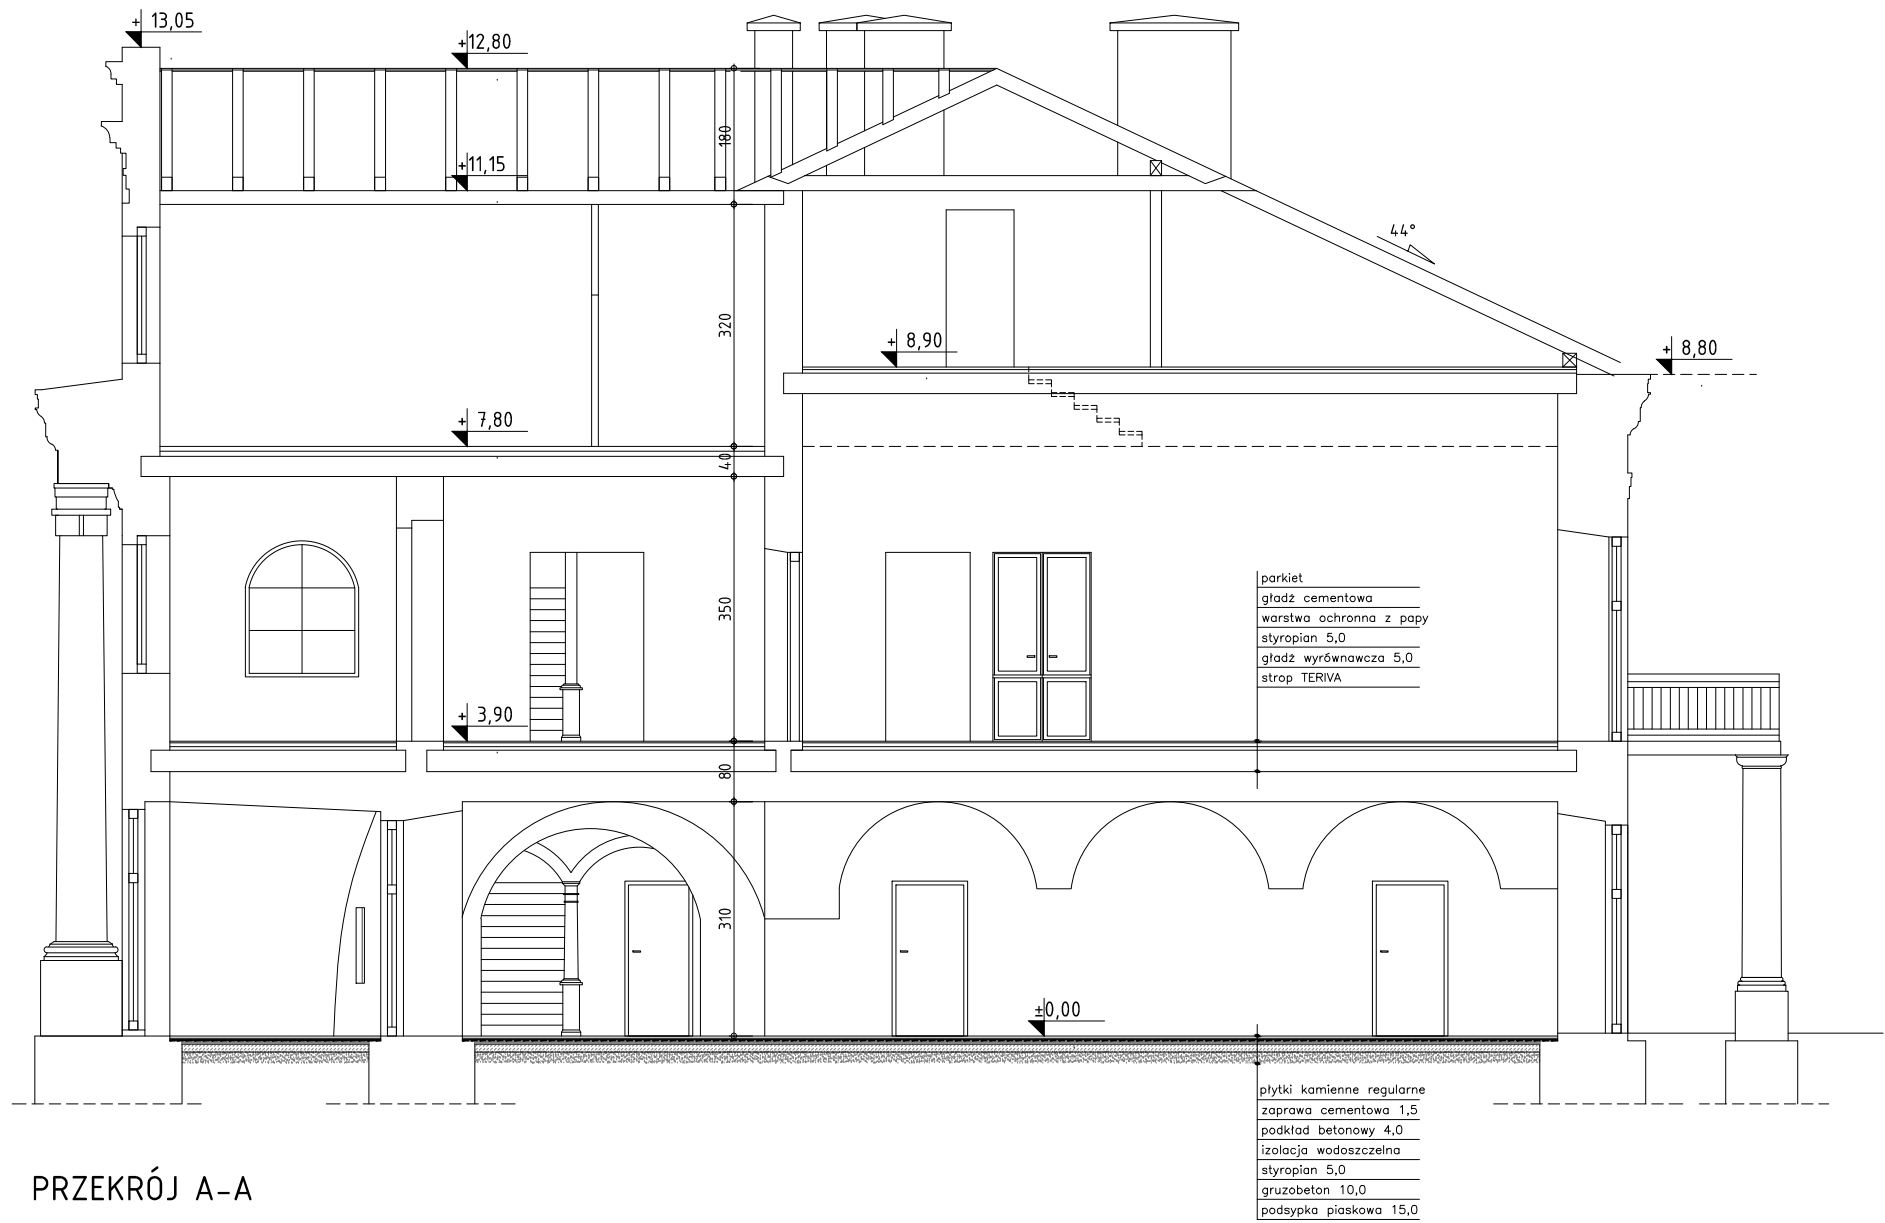 + 13,05
+12,80
180
+11,15
44°
320
+ 8,90
+ 8,80
+ 7,80
40
parkiet
gładź cementowa
warstwa ochronna z papy
styropian 5,0
gładź wyrównawcza 5,0
strop TERIVA
350
+ 3,90
80
310
±0,00
płytki kamienne regularne
zaprawa cementowa 1,5
podkład betonowy 4,0
izolacja wodoszczelna
styropian 5,0
gruzobeton 10,0
podsypka piaskowa 15,0
PRZEKRÓJ A-A